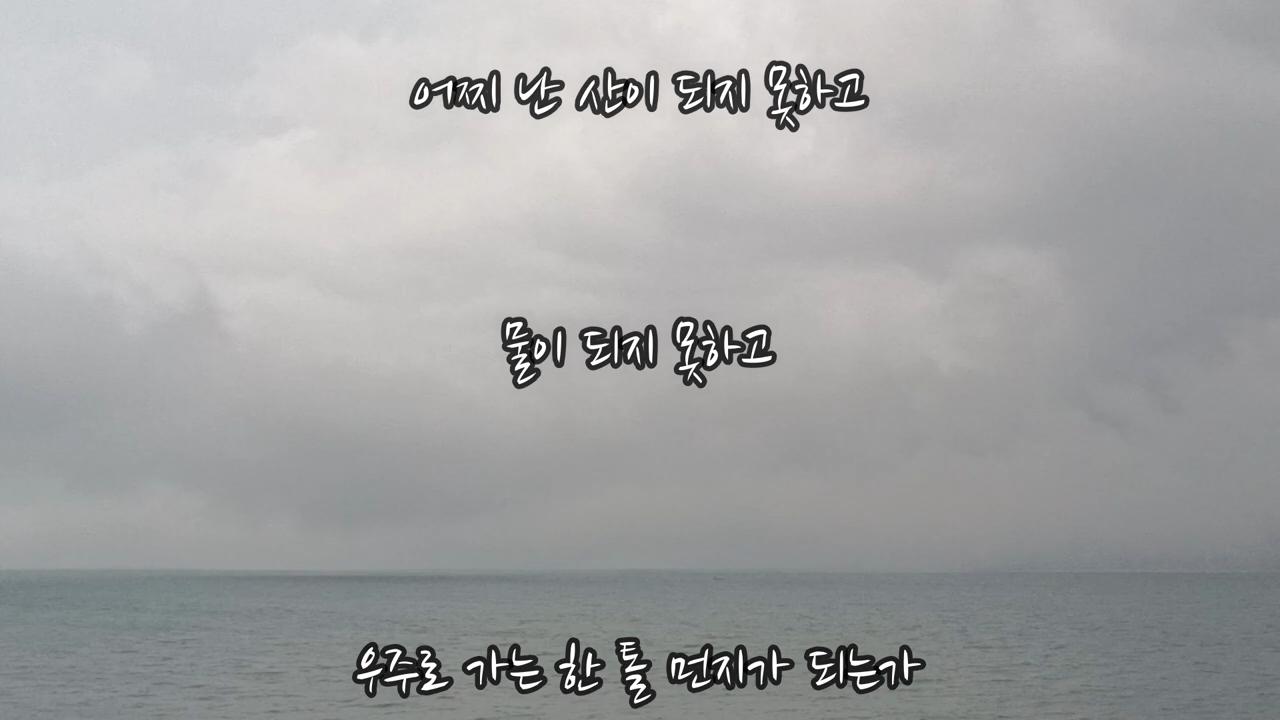 어찌 난 산이 되지 못하고
물이 되지 못하고
우주로 가는 한 톨 먼지가 되는가